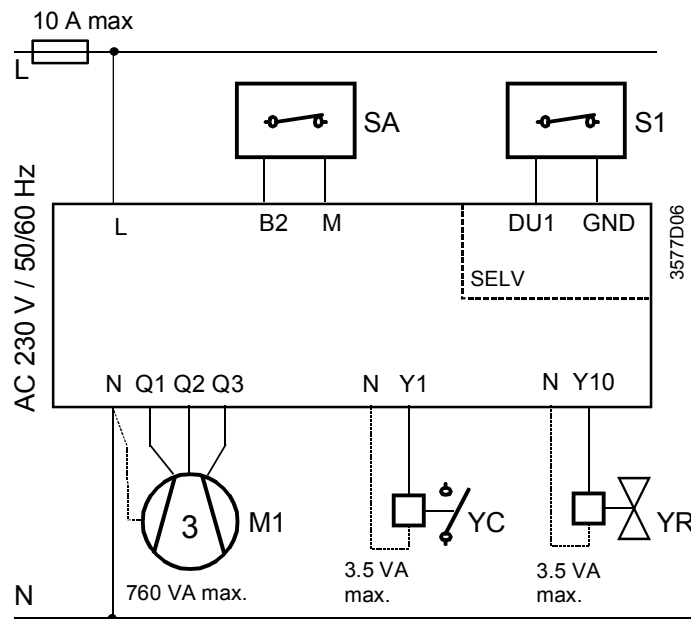 10 A max
L
SA
S1
AC 230 V / 50/60 Hz
L
B2 M
DU1 GND
3577D06
SELV
N Q1 Q2 Q3
N Y1
N Y10
3
M1
YC
YR
760 VA max.
3.5 VA
max.
3.5 VA
max.
N